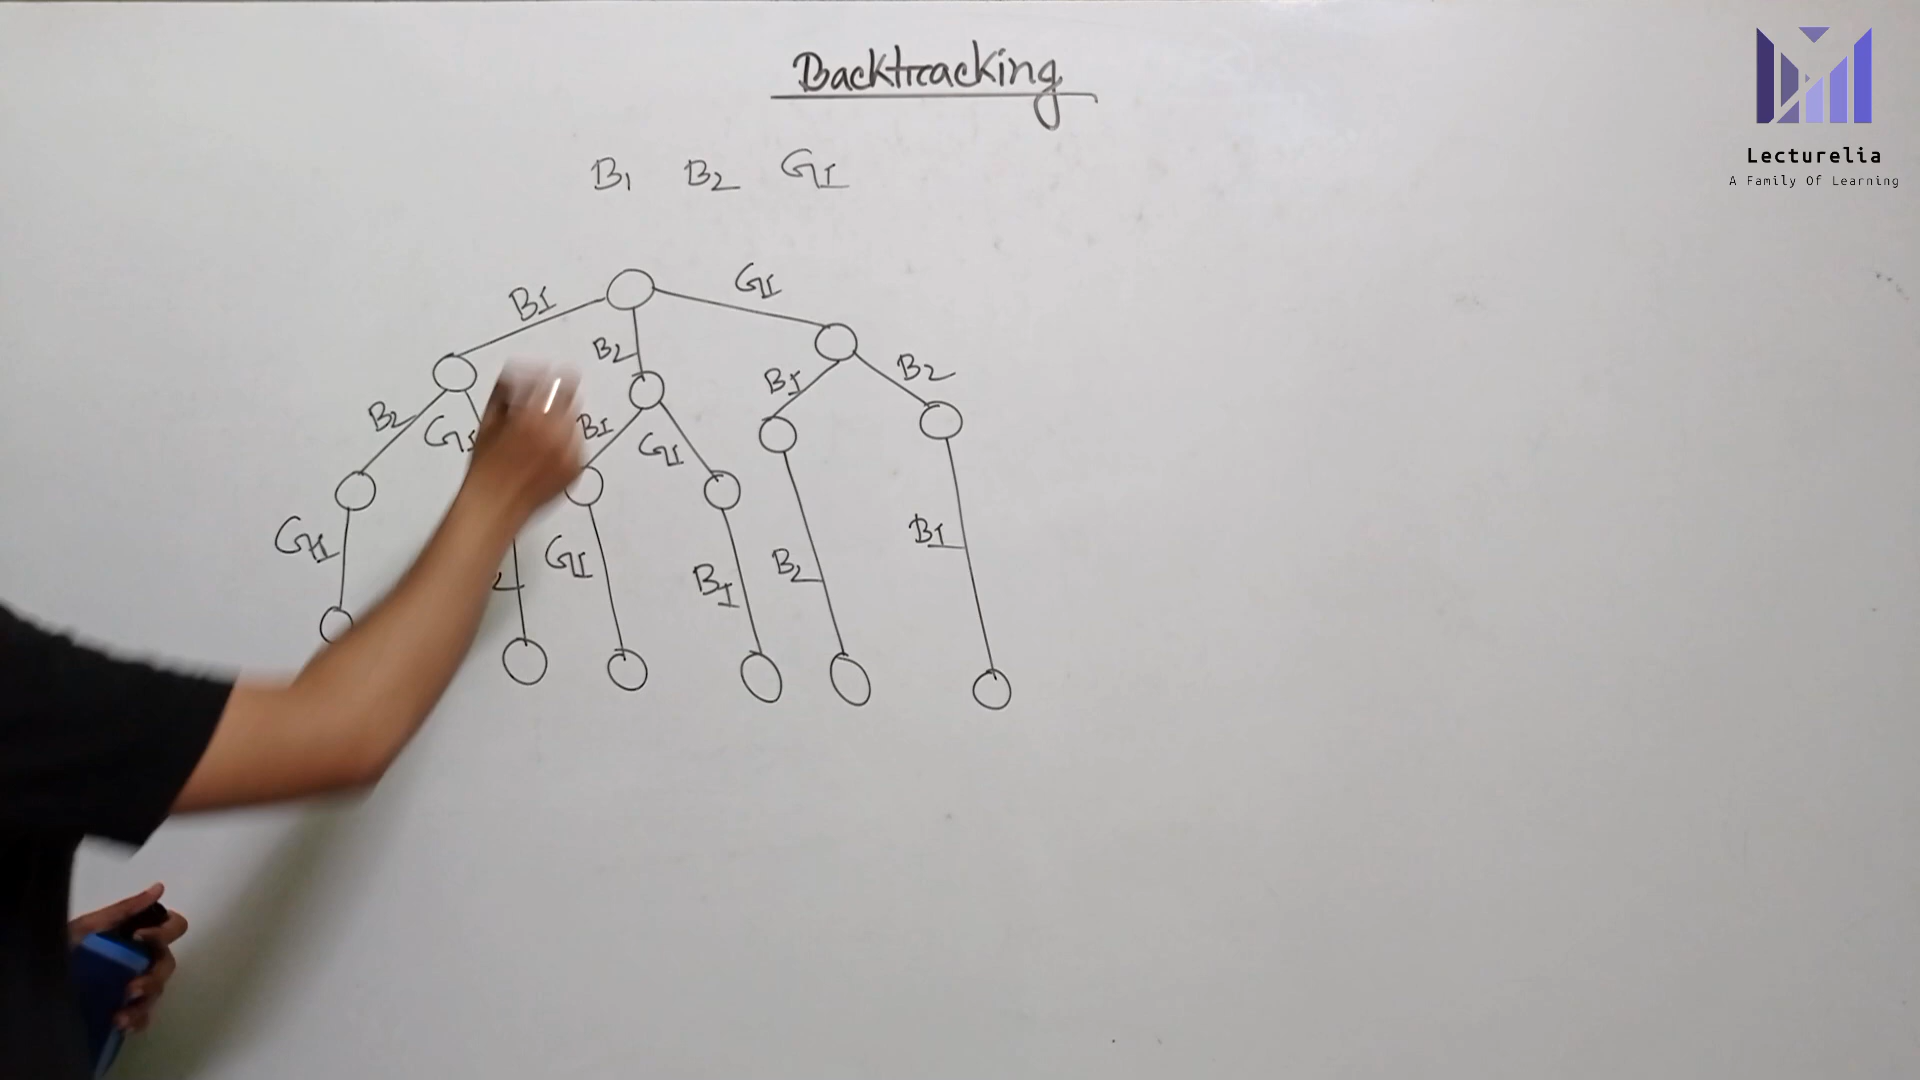 Backtracking
Lecturelia
A Family Of Learning
B1 B2 G1
B1 G1
B2
B1 B2
B2 G1 B1 G1
G1 G1 B1 B2 B1